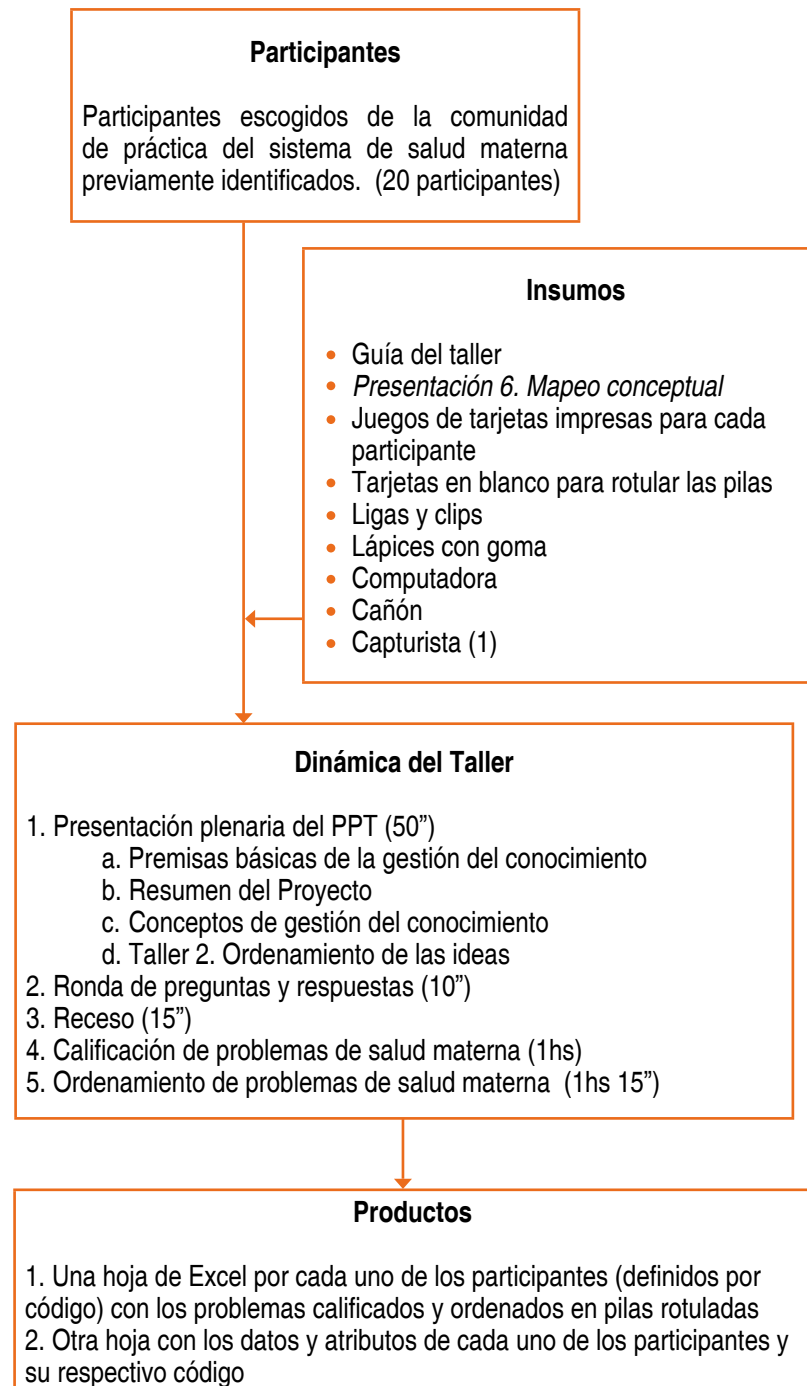 Participantes
Participantes escogidos de la comunidad
de práctica del sistema de salud materna
previamente identificados. (20 participantes)
Insumos
• Guía del taller
• Presentación 6. Mapeo conceptual
• Juegos de tarjetas impresas para cada
participante
• Tarjetas en blanco para rotular las pilas
• Ligas y clips
• Lápices con goma
• Computadora
• Cañón
• Capturista (1)
Dinámica del Taller
1. Presentación plenaria del PPT (50”)
a. Premisas básicas de la gestión del conocimiento
b. Resumen del Proyecto
c. Conceptos de gestión del conocimiento
d. Taller 2. Ordenamiento de las ideas
2. Ronda de preguntas y respuestas (10”)
3. Receso (15”)
4. Calificación de problemas de salud materna (1hs)
5. Ordenamiento de problemas de salud materna (1hs 15”)
Productos
1. Una hoja de Excel por cada uno de los participantes (definidos por
código) con los problemas calificados y ordenados en pilas rotuladas
2. Otra hoja con los datos y atributos de cada uno de los participantes y
su respectivo código